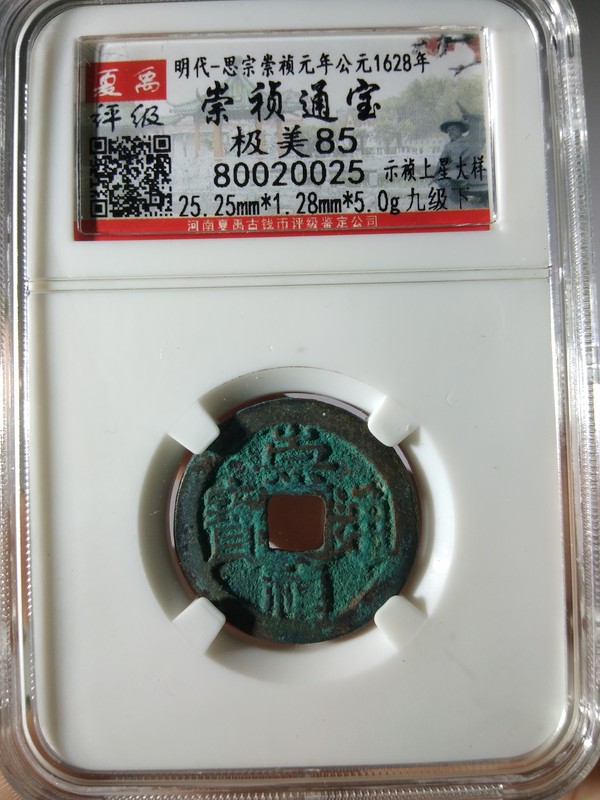 夏禹
评级
明代-思宗崇祯元年公元1628年
崇祯通宝
极美85
80020025 示祯上星大样
25.25mm*1.28mm*5.0g 九级下
河南夏禹古钱币评级鉴定公司
崇祯通寶